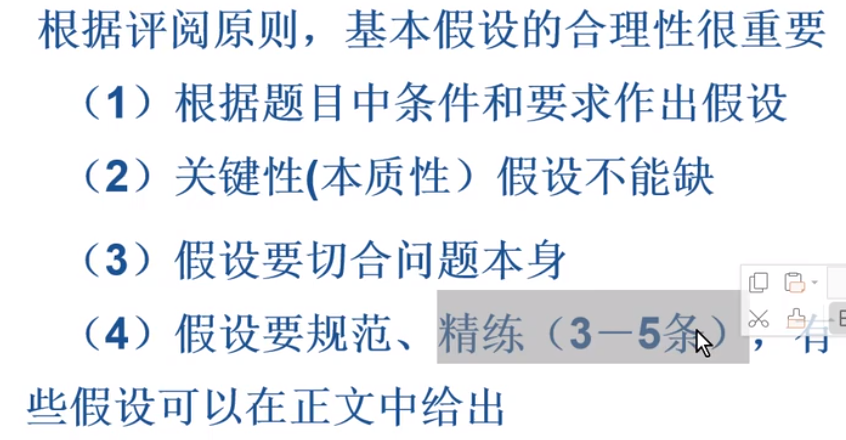 根据评阅原则，基本假设的合理性很重要
（1）根据题目中条件和要求作出假设
（2）关键性(本质性）假设不能缺
（3）假设要切合问题本身
（4）假设要规范、精练（3－5条），有
些假设可以在正文中给出